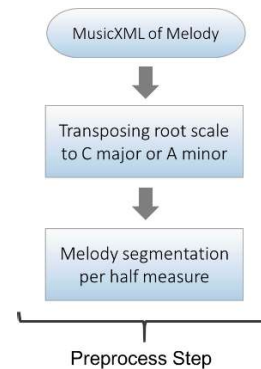 MusicXML of Melody
Transposing root scale
to C major or A minor
Melody segmentation
per half measure
Preprocess Step